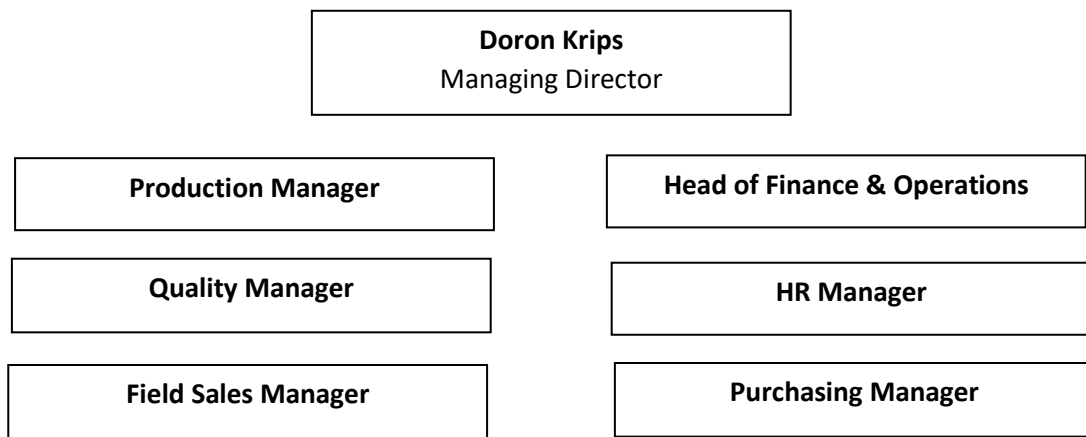 Doron Krips
Managing Director
Production Manager
Head of Finance & Operations
Quality Manager
HR Manager
Field Sales Manager
Purchasing Manager